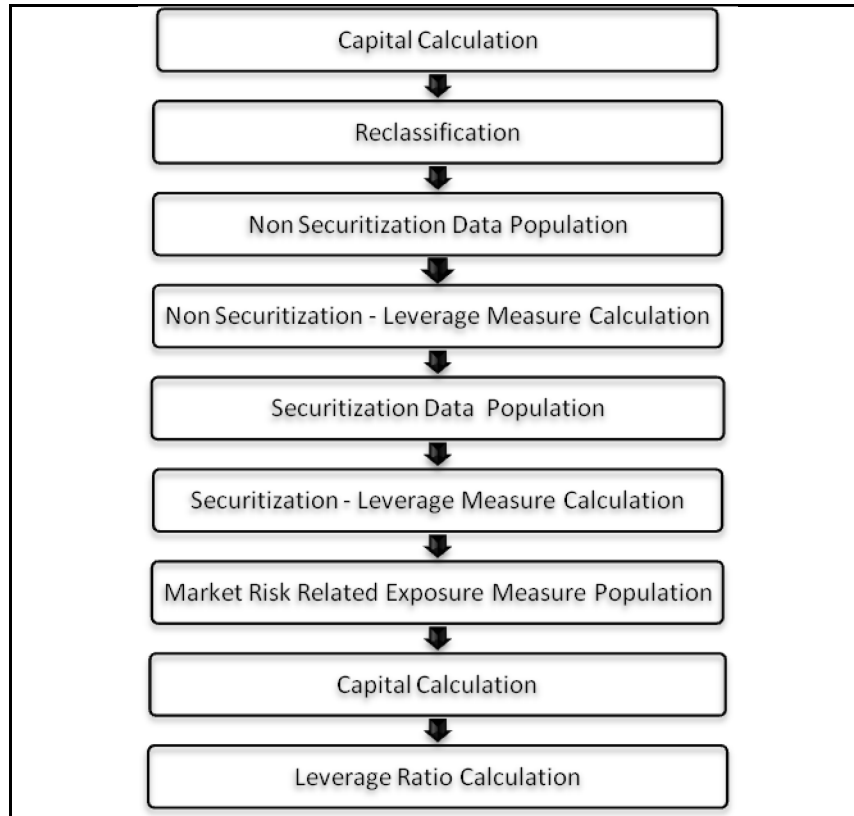 Capital Calculation
Reclassification
Non Securitization Data Population
Non Securitization - Leverage Measure Calculation
Securitization Data Population
Securitization - Leverage Measure Calculation
Market Risk Related Exposure Measure Population
Capital Calculation
Leverage Ratio Calculation